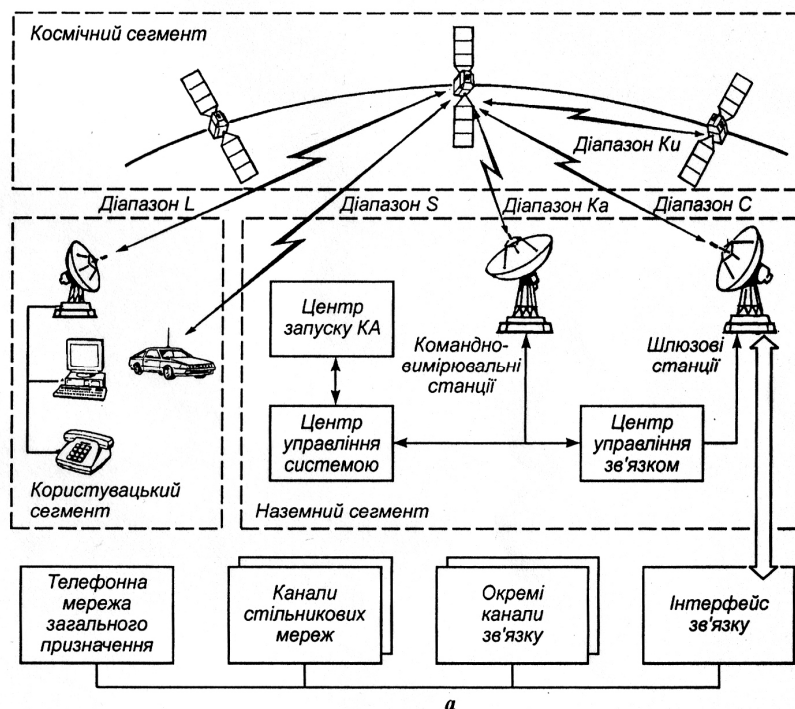 Космічний сегмент
Діапазон Ku
Діапазон L
Діапазон S
Діапазон Ka
Діапазон C
Центр
запуску КА
Командно-
вимірювальні
станції
Шлюзові
станції
Центр
управління
системою
Центр
управління
зв'язком
Користувацький
сегмент
Наземний сегмент
Телефонна
мережа
загального
призначення
Канали
стільникових
мереж
Окремі
канали
зв'язку
Інтерфейс
зв'язку
а